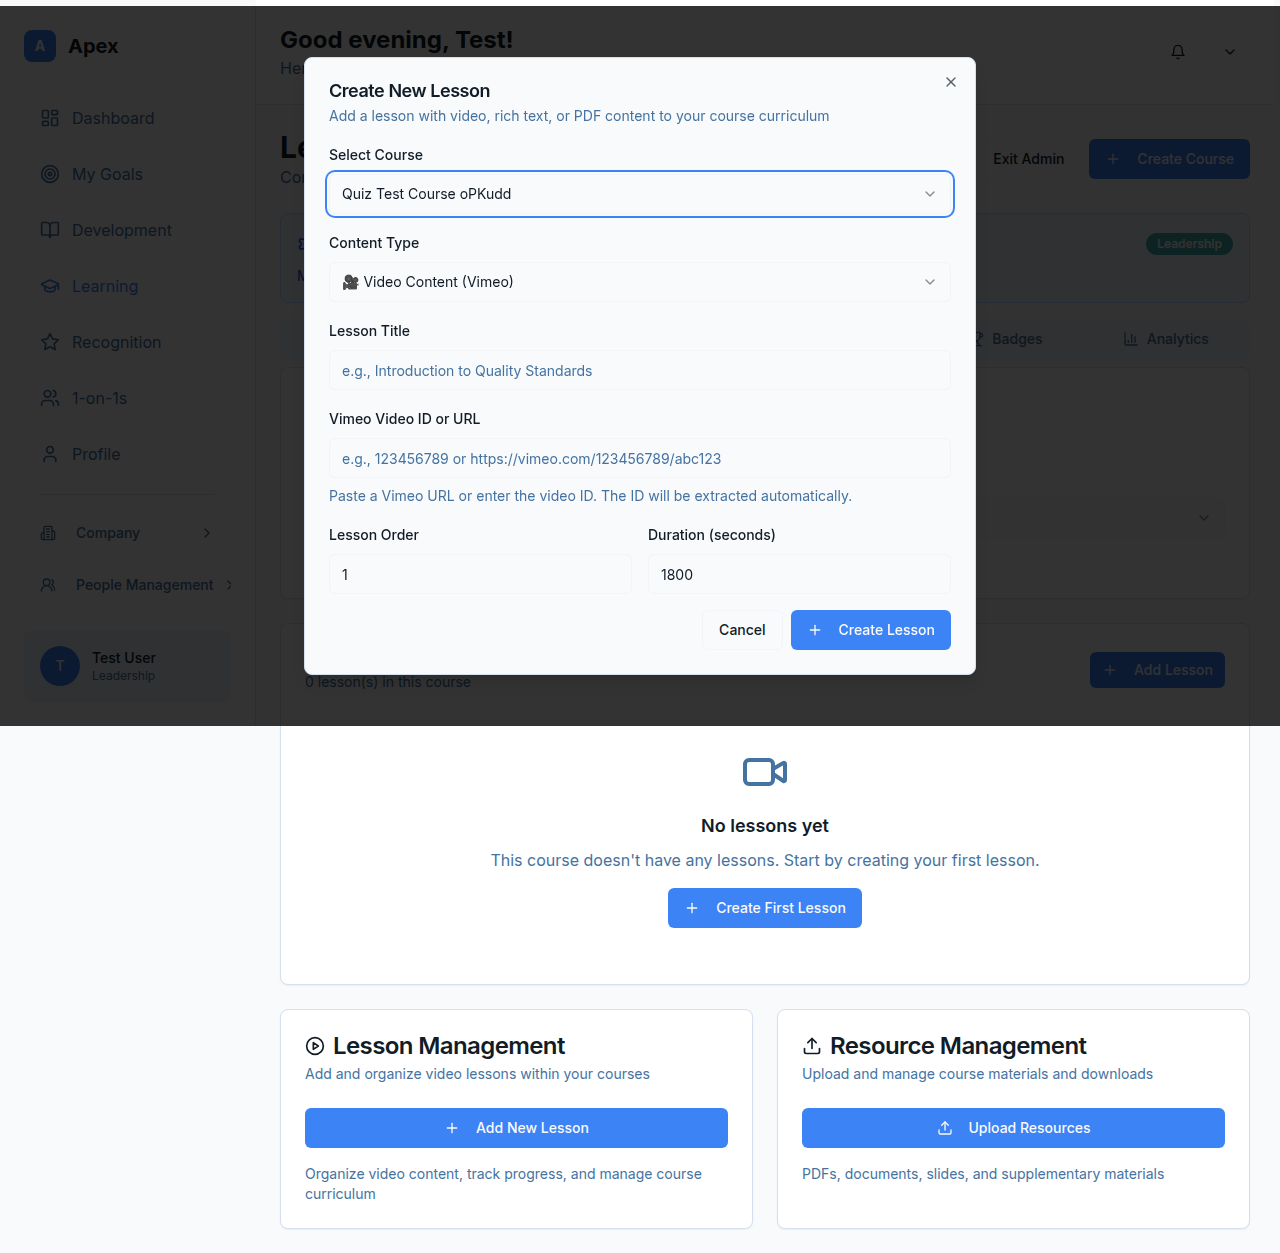 A Apex
Dashboard
My Goals
Development
Learning
Recognition
1-on-1s
Profile
Company
People Management
T Test User
Leadership
Good evening, Test!
Exit Admin
Create Course
Leadership
Badges
Analytics
Create New Lesson
Add a lesson with video, rich text, or PDF content to your course curriculum
Select Course
Quiz Test Course oPKudd
Content Type
🎥 Video Content (Vimeo)
Lesson Title
e.g., Introduction to Quality Standards
Vimeo Video ID or URL
e.g., 123456789 or https://vimeo.com/123456789/abc123
Paste a Vimeo URL or enter the video ID. The ID will be extracted automatically.
Lesson Order
Duration (seconds)
1
1800
Cancel
Create Lesson
0 lesson(s) in this course
Add Lesson
No lessons yet
This course doesn't have any lessons. Start by creating your first lesson.
Create First Lesson
Lesson Management
Add and organize video lessons within your courses
Add New Lesson
Organize video content, track progress, and manage course
curriculum
Resource Management
Upload and manage course materials and downloads
Upload Resources
PDFs, documents, slides, and supplementary materials